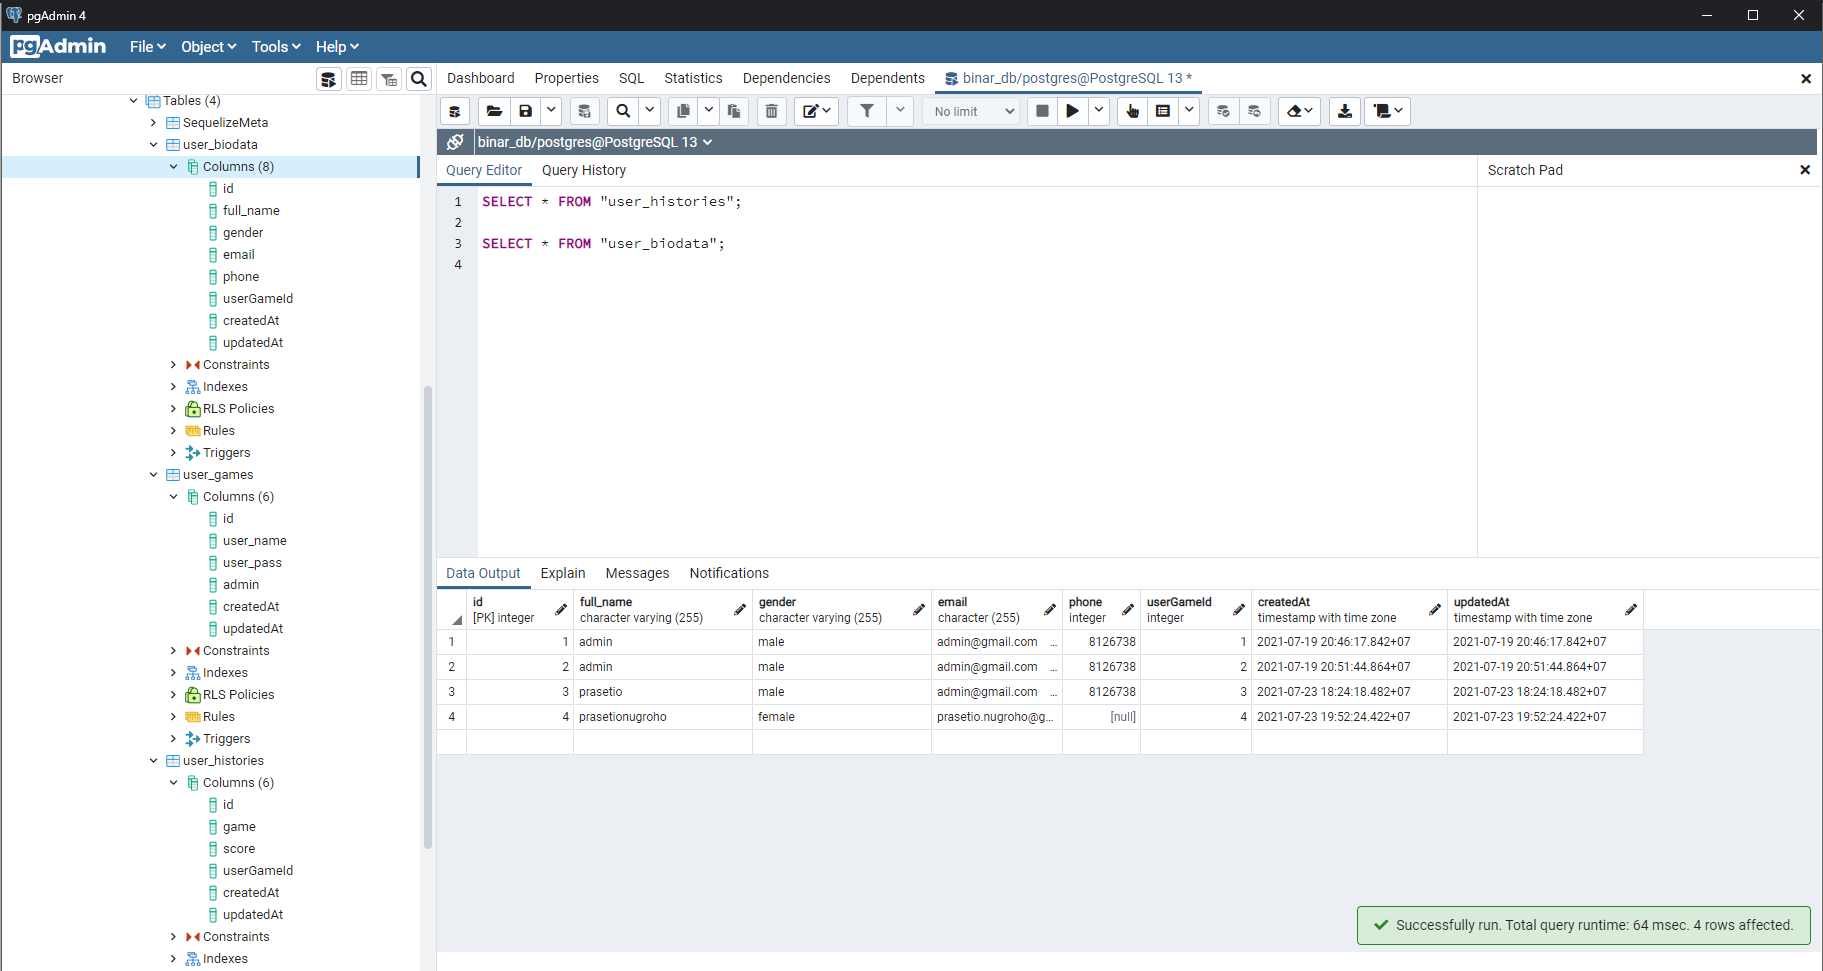 pgAdmin 4
pgAdmin
File Object Tools Help
Browser
Tables (4)
SequelizeMeta
user_biodata
Columns (8)
id
full_name
gender
email
phone
userGameId
createdAt
updatedAt
Constraints
Indexes
RLS Policies
Rules
Triggers
user_games
Columns (6)
id
user_name
user_pass
admin
createdAt
updatedAt
Constraints
Indexes
RLS Policies
Rules
Triggers
user_histories
Columns (6)
id
game
score
userGameId
createdAt
updatedAt
Constraints
Indexes
Dashboard Properties SQL Statistics Dependencies Dependents binar_db/postgres@PostgreSQL 13 *
No limit
binar_db/postgres@PostgreSQL 13
Query Editor Query History
Scratch Pad
1 SELECT * FROM "user_histories";
2
3 SELECT * FROM "user_biodata";
4
Data Output Explain Messages Notifications
id full_name gender email phone userGameId createdAt updatedAt
[PK] integer character varying (255) character varying (255) character (255) integer integer timestamp with time zone timestamp with time zone
1 1 admin male admin@gmail.com ... 8126738 1 2021-07-19 20:46:17.842+07 2021-07-19 20:46:17.842+07
2 2 admin male admin@gmail.com ... 8126738 2 2021-07-19 20:51:44.864+07 2021-07-19 20:51:44.864+07
3 3 prasetio male admin@gmail.com ... 8126738 3 2021-07-23 18:24:18.482+07 2021-07-23 18:24:18.482+07
4 4 prasetionugroho female prasetio.nugroho@g... [null] 4 2021-07-23 19:52:24.422+07 2021-07-23 19:52:24.422+07
Successfully run. Total query runtime: 64 msec. 4 rows affected.